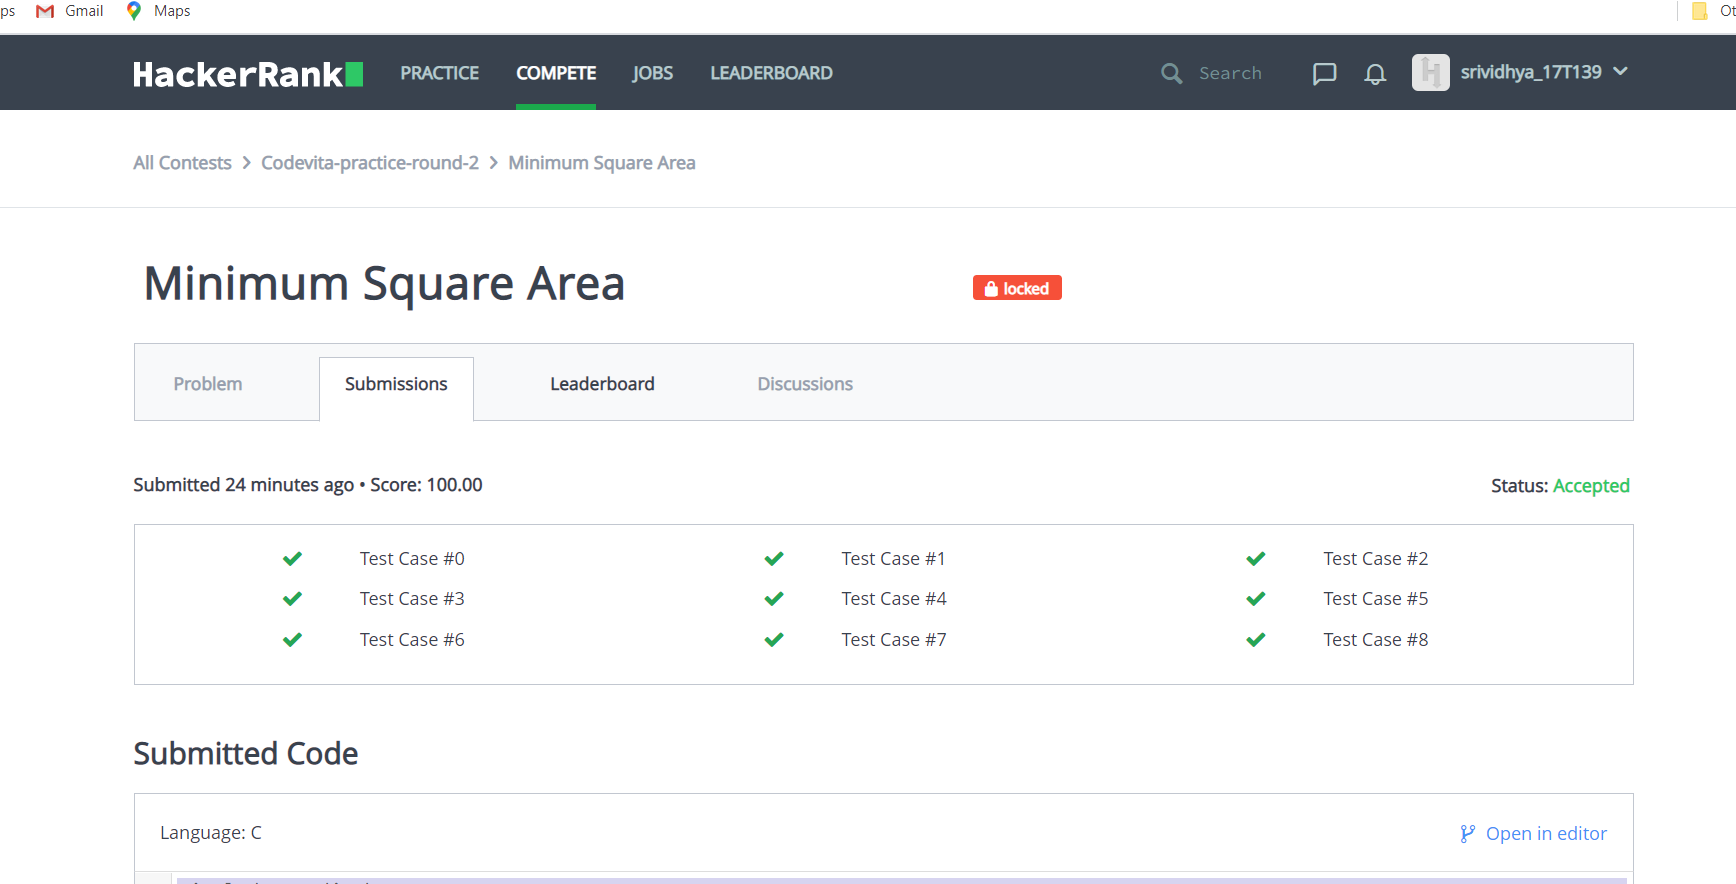 ps Gmail Maps Ot
HackerRank PRACTICE COMPETE JOBS LEADERBOARD Search srividhya_17T139
All Contests > Codevita-practice-round-2 > Minimum Square Area
Minimum Square Area locked
Problem Submissions Leaderboard Discussions
Submitted 24 minutes ago • Score: 100.00 Status: Accepted
Test Case #0 Test Case #1 Test Case #2
Test Case #3 Test Case #4 Test Case #5
Test Case #6 Test Case #7 Test Case #8
Submitted Code
Language: C Open in editor